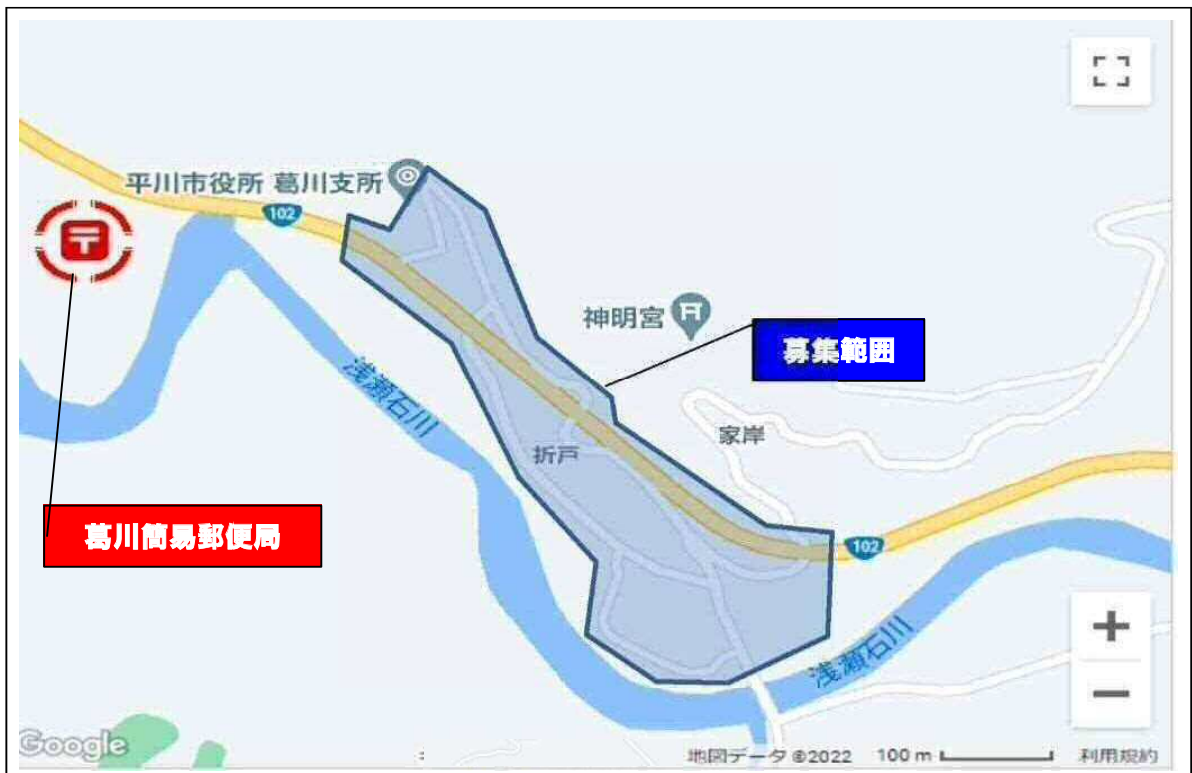 平川市役所 葛川支所
102
神明宮
募集範囲
浅瀬石川
家岸
折戸
葛川簡易郵便局
102
浅瀬石川
Google
地図データ ©2022 100 m 利用規約